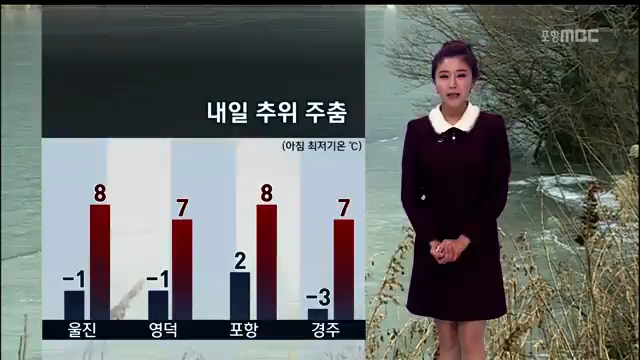 포항MBC
내일 추위 주춤
(아침 최저기온 ℃)
8 7 8 7
-1 -1 2 -3
울진 영덕 포항 경주